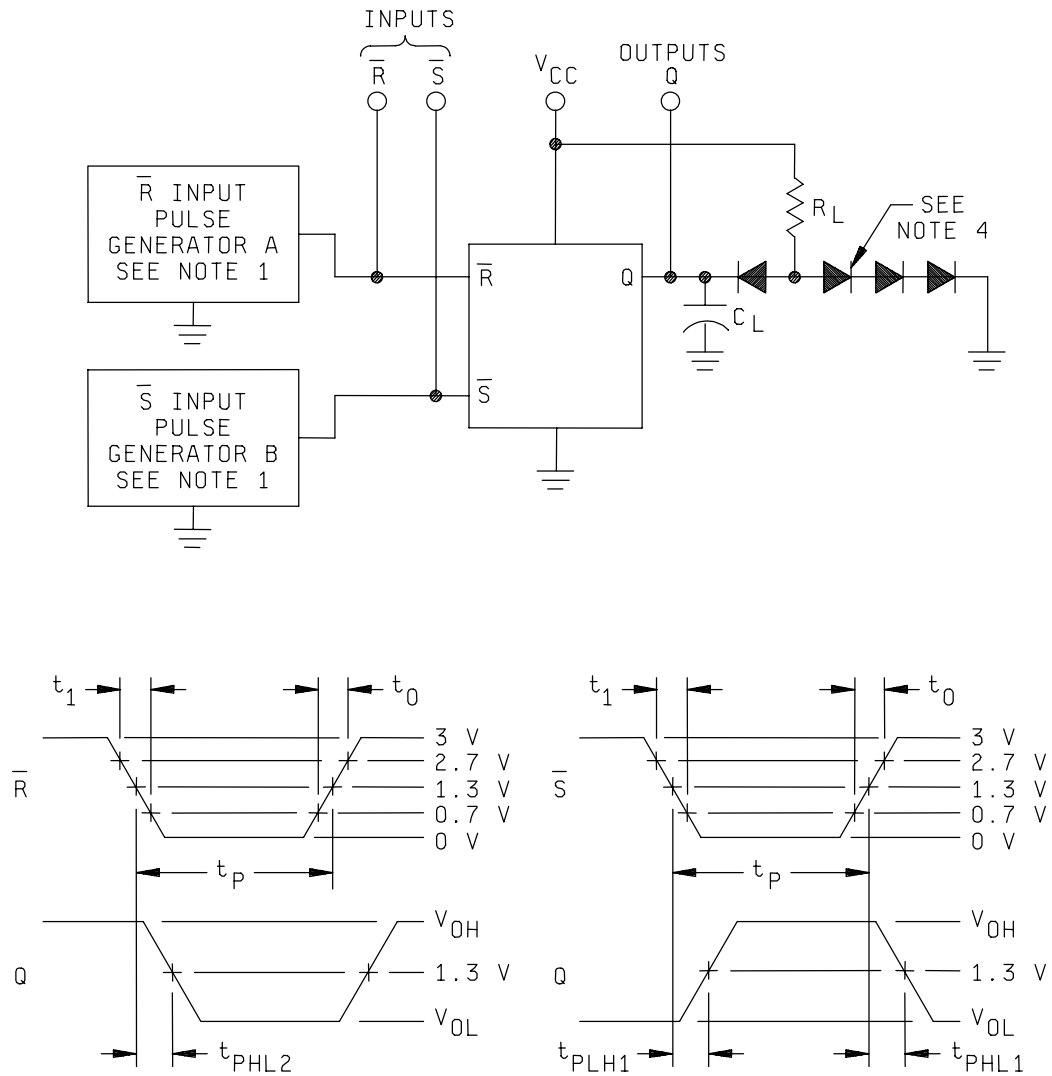 INPUTS
R̅ S̅
VCC
OUTPUTS
Q
R̅ INPUT
PULSE
GENERATOR A
SEE NOTE 1
RL
SEE
NOTE 4
R̅
Q
CL
S̅
S̅ INPUT
PULSE
GENERATOR B
SEE NOTE 1
t1
t0
3 V
2.7 V
1.3 V
0.7 V
0 V
R̅
tP
VOH
1.3 V
VOL
Q
tPHL2
t1
t0
3 V
2.7 V
1.3 V
0.7 V
0 V
S̅
tP
VOH
1.3 V
VOL
Q
tPLH1
tPHL1